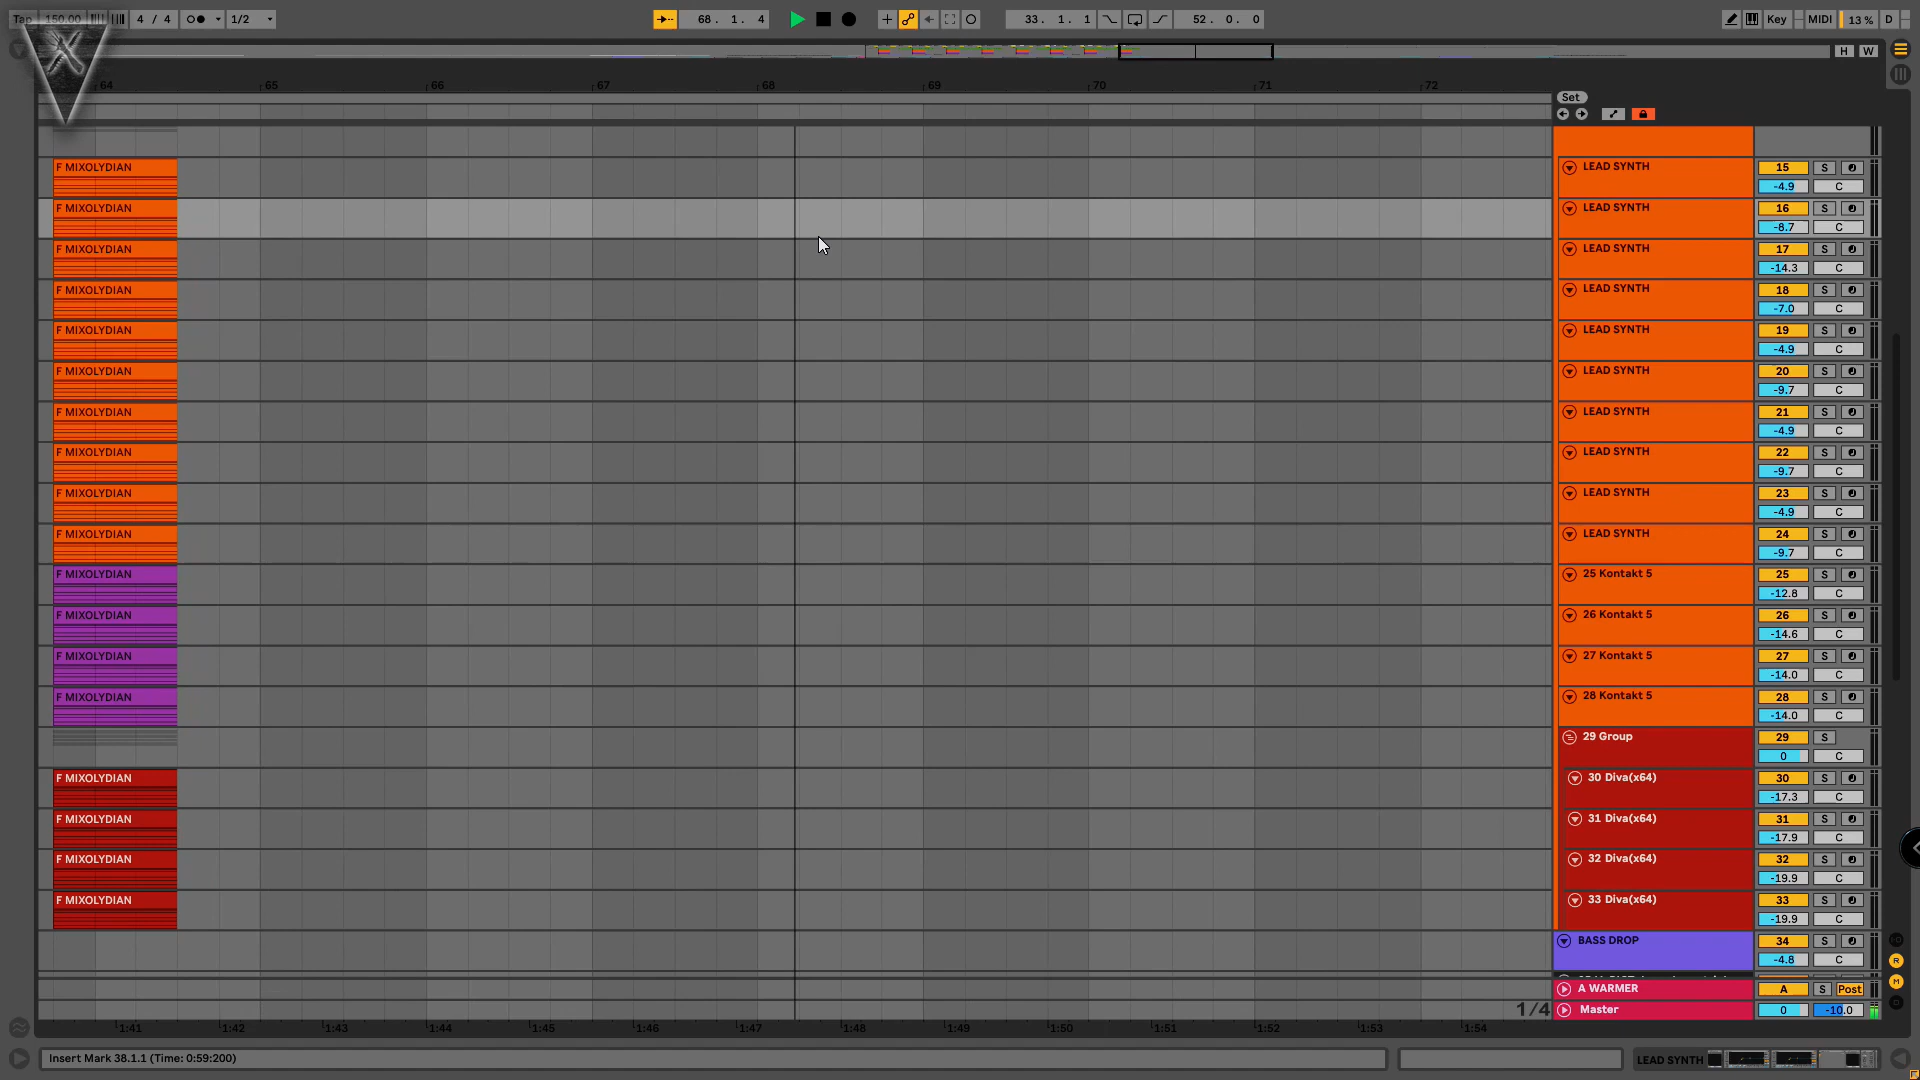 Tap 150.00 4 / 4 1/2 68. 1. 4 33. 1. 1 52. 0. 0 Key MIDI 13 % D
H W
64 65 66 67 68 69 70 71 72
Set
F MIXOLYDIAN LEAD SYNTH 15 S
-4.9 C
F MIXOLYDIAN LEAD SYNTH 16 S
-8.7 C
F MIXOLYDIAN LEAD SYNTH 17 S
-14.3 C
F MIXOLYDIAN LEAD SYNTH 18 S
-7.0 C
F MIXOLYDIAN LEAD SYNTH 19 S
-4.9 C
F MIXOLYDIAN LEAD SYNTH 20 S
-9.7 C
F MIXOLYDIAN LEAD SYNTH 21 S
-4.9 C
F MIXOLYDIAN LEAD SYNTH 22 S
-9.7 C
F MIXOLYDIAN LEAD SYNTH 23 S
-4.9 C
F MIXOLYDIAN LEAD SYNTH 24 S
-9.7 C
F MIXOLYDIAN 25 Kontakt 5 25 S
-12.8 C
F MIXOLYDIAN 26 Kontakt 5 26 S
-14.6 C
F MIXOLYDIAN 27 Kontakt 5 27 S
-14.0 C
F MIXOLYDIAN 28 Kontakt 5 28 S
-14.0 C
29 Group 29 S
0 C
F MIXOLYDIAN 30 Diva(x64) 30 S
-17.3 C
F MIXOLYDIAN 31 Diva(x64) 31 S
-17.9 C
F MIXOLYDIAN 32 Diva(x64) 32 S
-19.9 C
F MIXOLYDIAN 33 Diva(x64) 33 S
-19.9 C
BASS DROP 34 S
-4.8 C
A WARMER A S Post
1/4 Master 0 -10.0
1:41 1:42 1:43 1:44 1:45 1:46 1:47 1:48 1:49 1:50 1:51 1:52 1:53 1:54
Insert Mark 38.1.1 (Time: 0:59:200) LEAD SYNTH